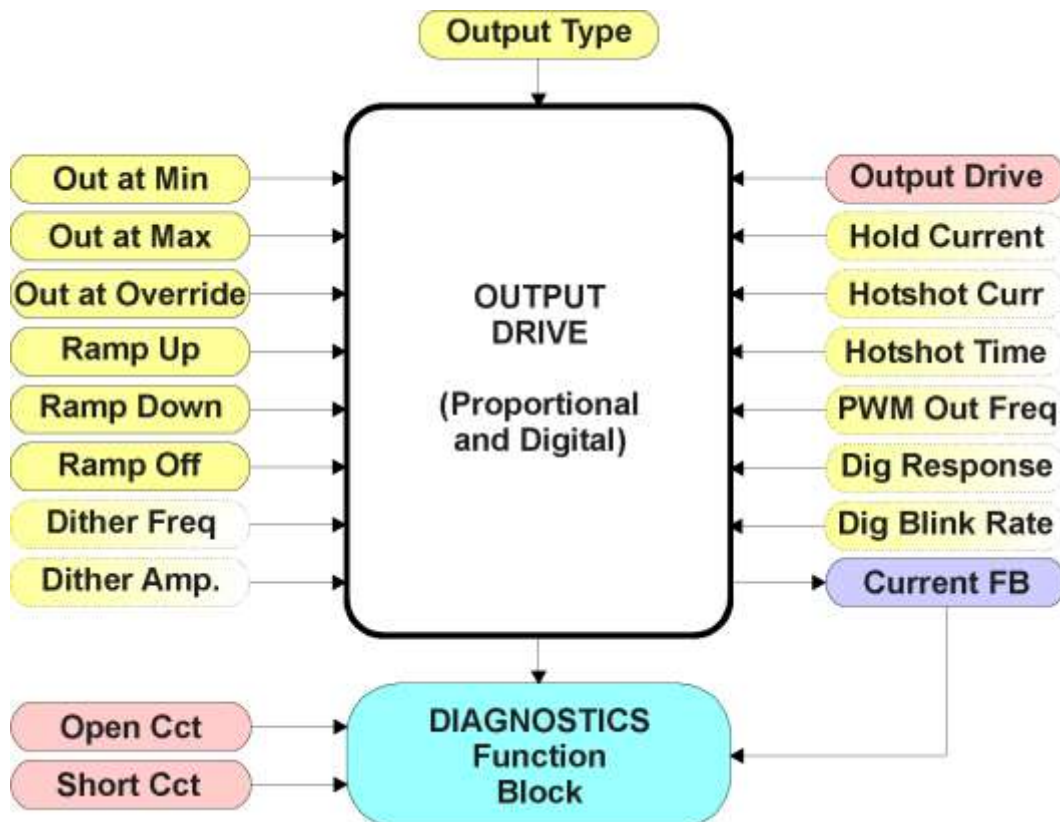 Output Type
Out at Min
Out at Max
Out at Override
Ramp Up
Ramp Down
Ramp Off
Dither Freq
Dither Amp.
OUTPUT
DRIVE
(Proportional
and Digital)
Output Drive
Hold Current
Hotshot Curr
Hotshot Time
PWM Out Freq
Dig Response
Dig Blink Rate
Current FB
Open Cct
Short Cct
DIAGNOSTICS
Function
Block